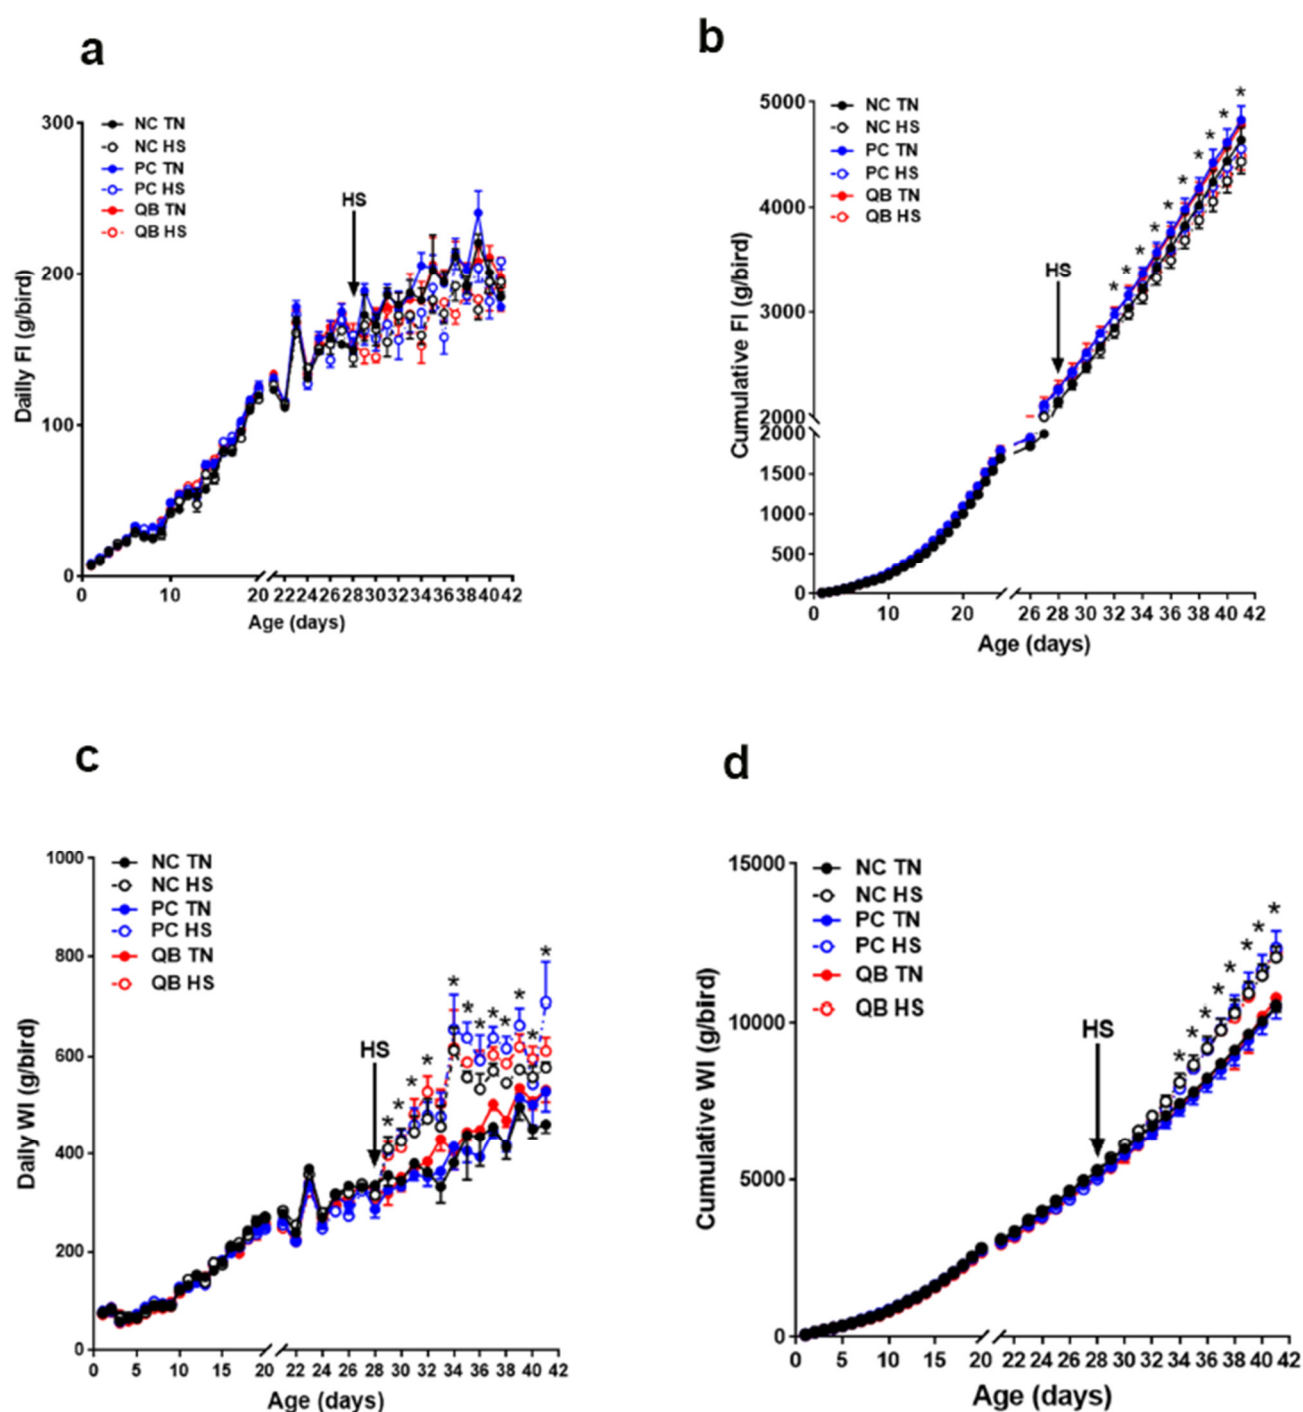 a
300
200
100
0
Dailly FI (g/bird)
NC TN
NC HS
PC TN
PC HS
QB TN
QB HS
HS
0 10 20 22 24 26 28 30 32 34 36 38 40 42
Age (days)
b
5000
4000
3000
2000
2000
1500
1000
500
0
Cumulative FI (g/bird)
NC TN
NC HS
PC TN
PC HS
QB TN
QB HS
HS
* * * * * * * * * *
0 10 20 26 28 30 32 34 36 38 40 42
Age (days)
c
1000
800
600
400
200
0
Daily WI (g/bird)
NC TN
NC HS
PC TN
PC HS
QB TN
QB HS
HS
* * * * * * * * * * * *
0 5 10 15 20 22 24 26 28 30 32 34 36 38 40 42
Age (days)
d
15000
10000
5000
0
Cumulative WI (g/bird)
NC TN
NC HS
PC TN
PC HS
QB TN
QB HS
HS
* * * * * * * *
0 5 10 15 20 22 24 26 28 30 32 34 36 38 40 42
Age (days)